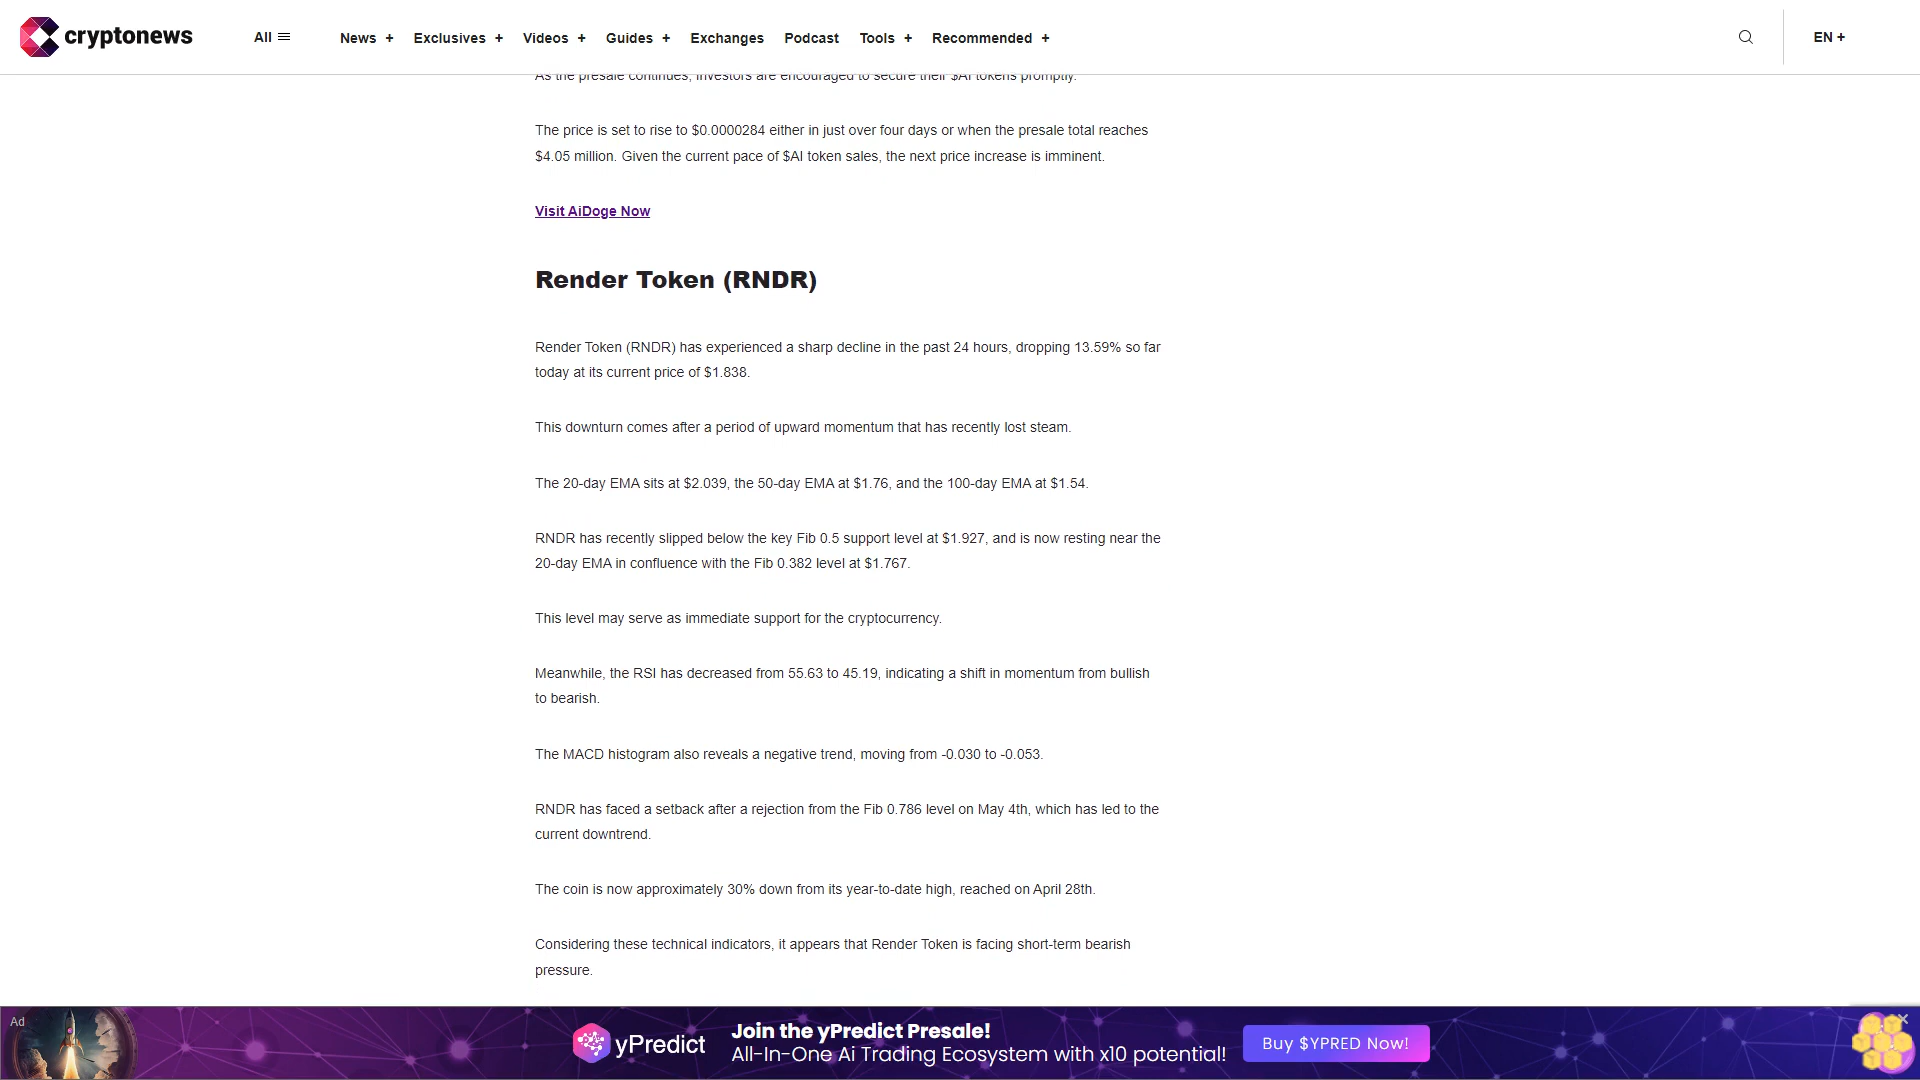 cryptonews
All
News +
Exclusives +
Videos +
Guides +
Exchanges
Podcast
Tools +
Recommended +
EN +
As the presale continues, investors are encouraged to secure their $AI tokens promptly.
The price is set to rise to $0.0000284 either in just over four days or when the presale total reaches
$4.05 million. Given the current pace of $AI token sales, the next price increase is imminent.
Visit AiDoge Now
Render Token (RNDR)
Render Token (RNDR) has experienced a sharp decline in the past 24 hours, dropping 13.59% so far
today at its current price of $1.838.
This downturn comes after a period of upward momentum that has recently lost steam.
The 20-day EMA sits at $2.039, the 50-day EMA at $1.76, and the 100-day EMA at $1.54.
RNDR has recently slipped below the key Fib 0.5 support level at $1.927, and is now resting near the
20-day EMA in confluence with the Fib 0.382 level at $1.767.
This level may serve as immediate support for the cryptocurrency.
Meanwhile, the RSI has decreased from 55.63 to 45.19, indicating a shift in momentum from bullish
to bearish.
The MACD histogram also reveals a negative trend, moving from -0.030 to -0.053.
RNDR has faced a setback after a rejection from the Fib 0.786 level on May 4th, which has led to the
current downtrend.
The coin is now approximately 30% down from its year-to-date high, reached on April 28th.
Considering these technical indicators, it appears that Render Token is facing short-term bearish
pressure.
Ad
yPredict
Join the yPredict Presale!
All-In-One Ai Trading Ecosystem with x10 potential!
Buy $YPRED Now!